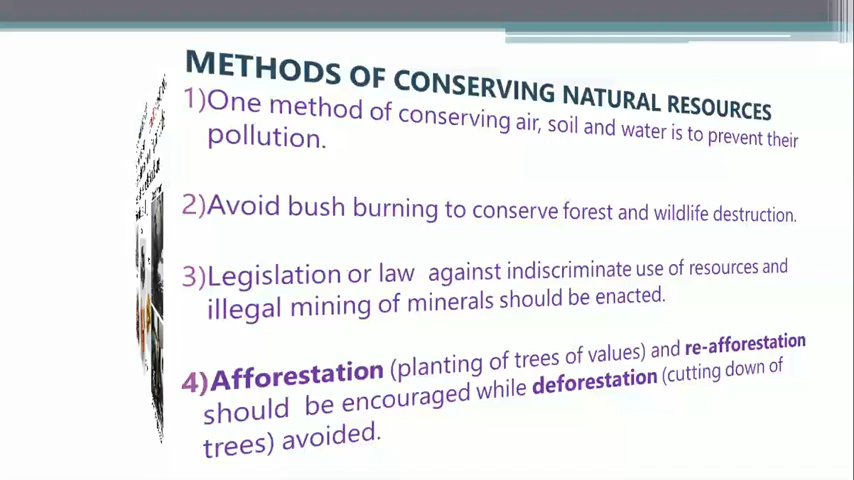 METHODS OF CONSERVING NATURAL RESOURCES
1)One method of conserving air, soil and water is to prevent their
pollution.
2)Avoid bush burning to conserve forest and wildlife destruction.
3)Legislation or law against indiscriminate use of resources and
illegal mining of minerals should be enacted.
4)Afforestation (planting of trees of values) and re-afforestation
should be encouraged while deforestation (cutting down of
trees) avoided.